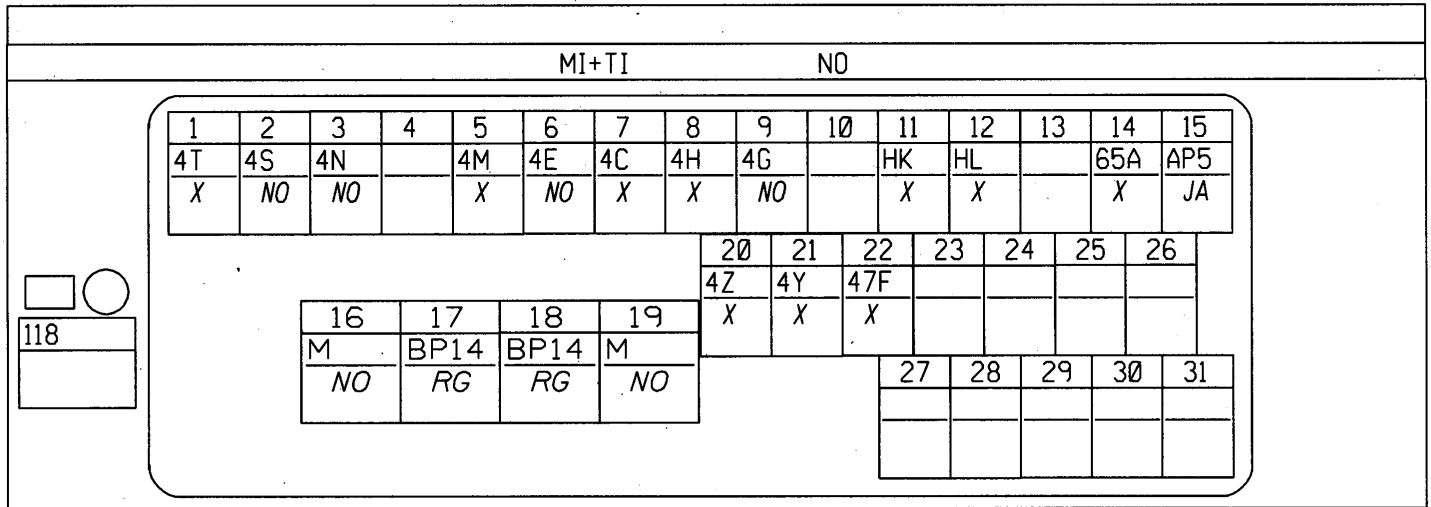 MI+TI NO
1 2 3 4 5 6 7 8 9 10 11 12 13 14 15
4T 4S 4N 4M 4E 4C 4H 4G HK HL 65A AP5
X NO NO X NO X X NO X X X JA
20 21 22 23 24 25 26
4Z 4Y 47F
X X X
16 17 18 19
M BP14 BP14 M
NO RG RG NO
118
27 28 29 30 31